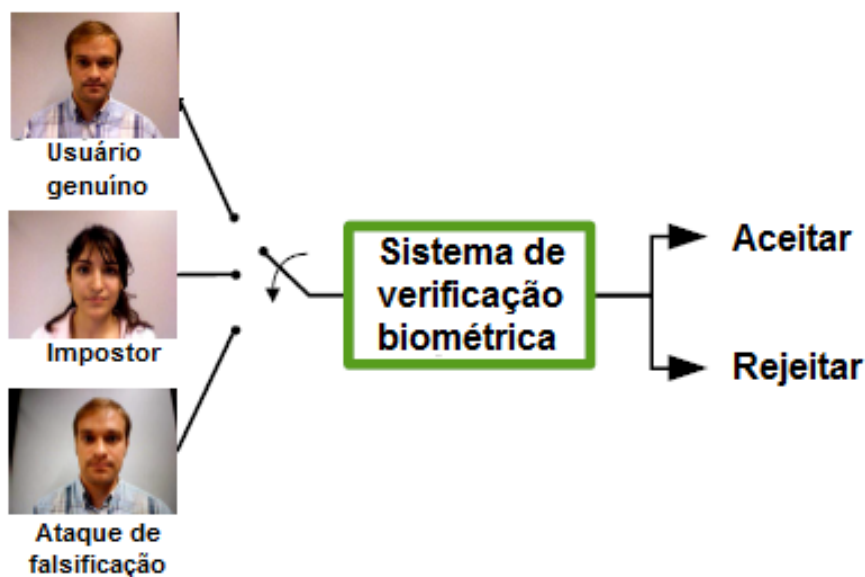 Usuário
genuíno
Impostor
Ataque de
falsificação
Sistema de
verificação
biométrica
Aceitar
Rejeitar